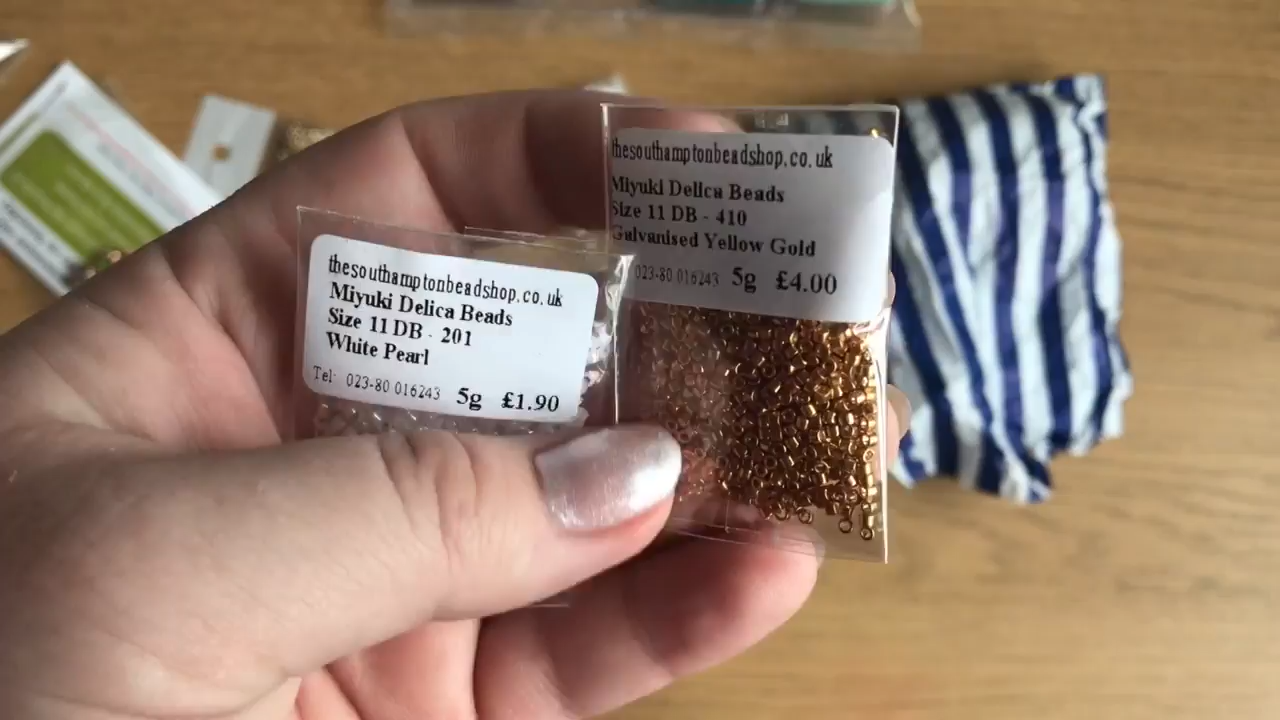 thesouthamptonbeadshop.co.uk
Miyuki Delica Beads
Size 11 DB - 201
White Pearl
Tel: 023-80 016243 5g £1.90
thesouthamptonbeadshop.co.uk
Miyuki Delica Beads
Size 11 DB - 410
Galvanised Yellow Gold
023-80 016243 5g £4.00